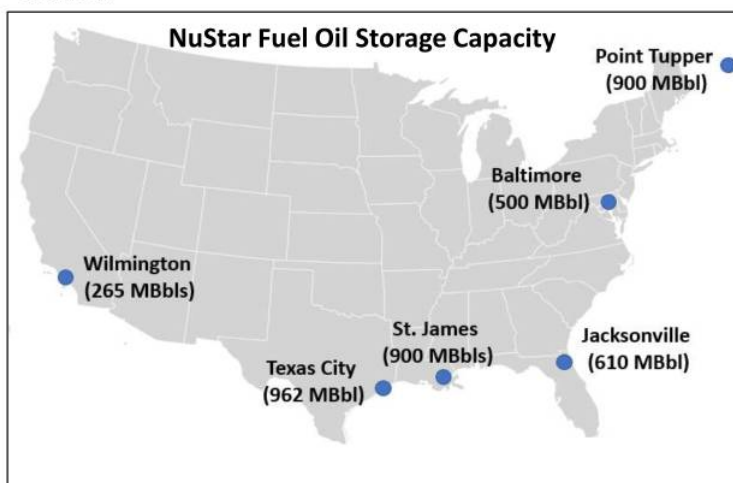 NuStar Fuel Oil Storage Capacity
Point Tupper
(900 MBbl)
Baltimore
(500 MBbl)
Wilmington
(265 MBbls)
St. James
(900 MBbls)
Jacksonville
(610 MBbl)
Texas City
(962 MBbl)